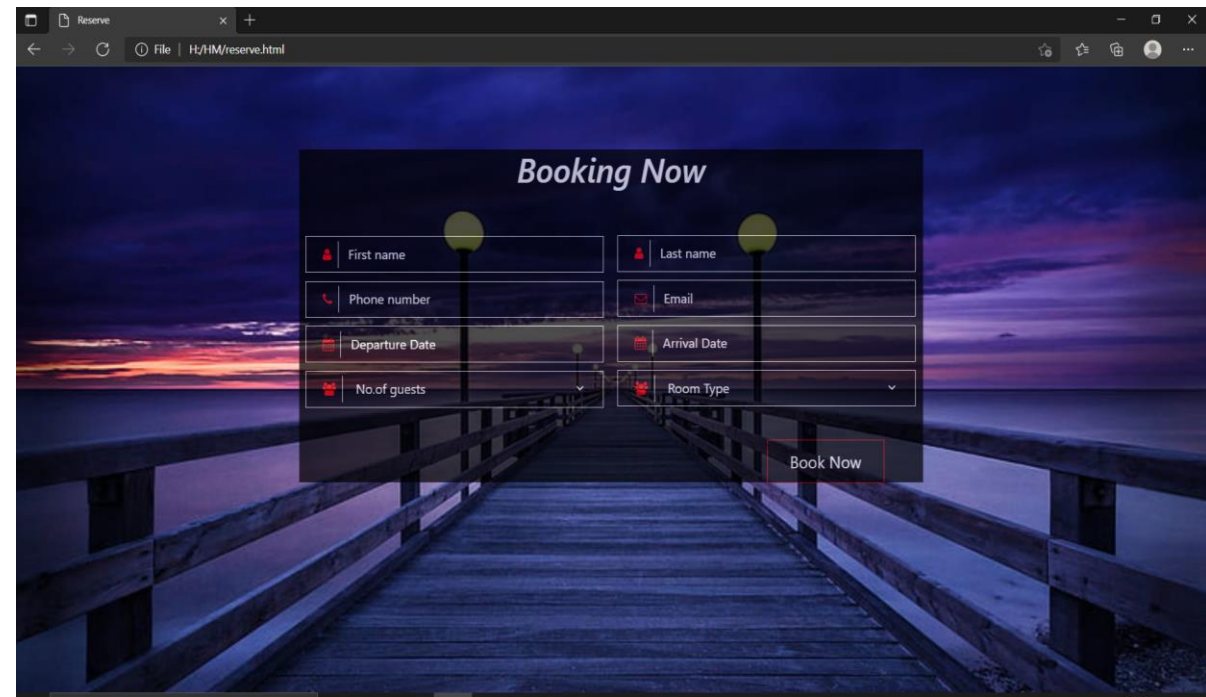 Reserve
File | H:/HM/reserve.html
Booking Now
First name
Last name
Phone number
Email
Departure Date
Arrival Date
No.of guests
Room Type
Book Now